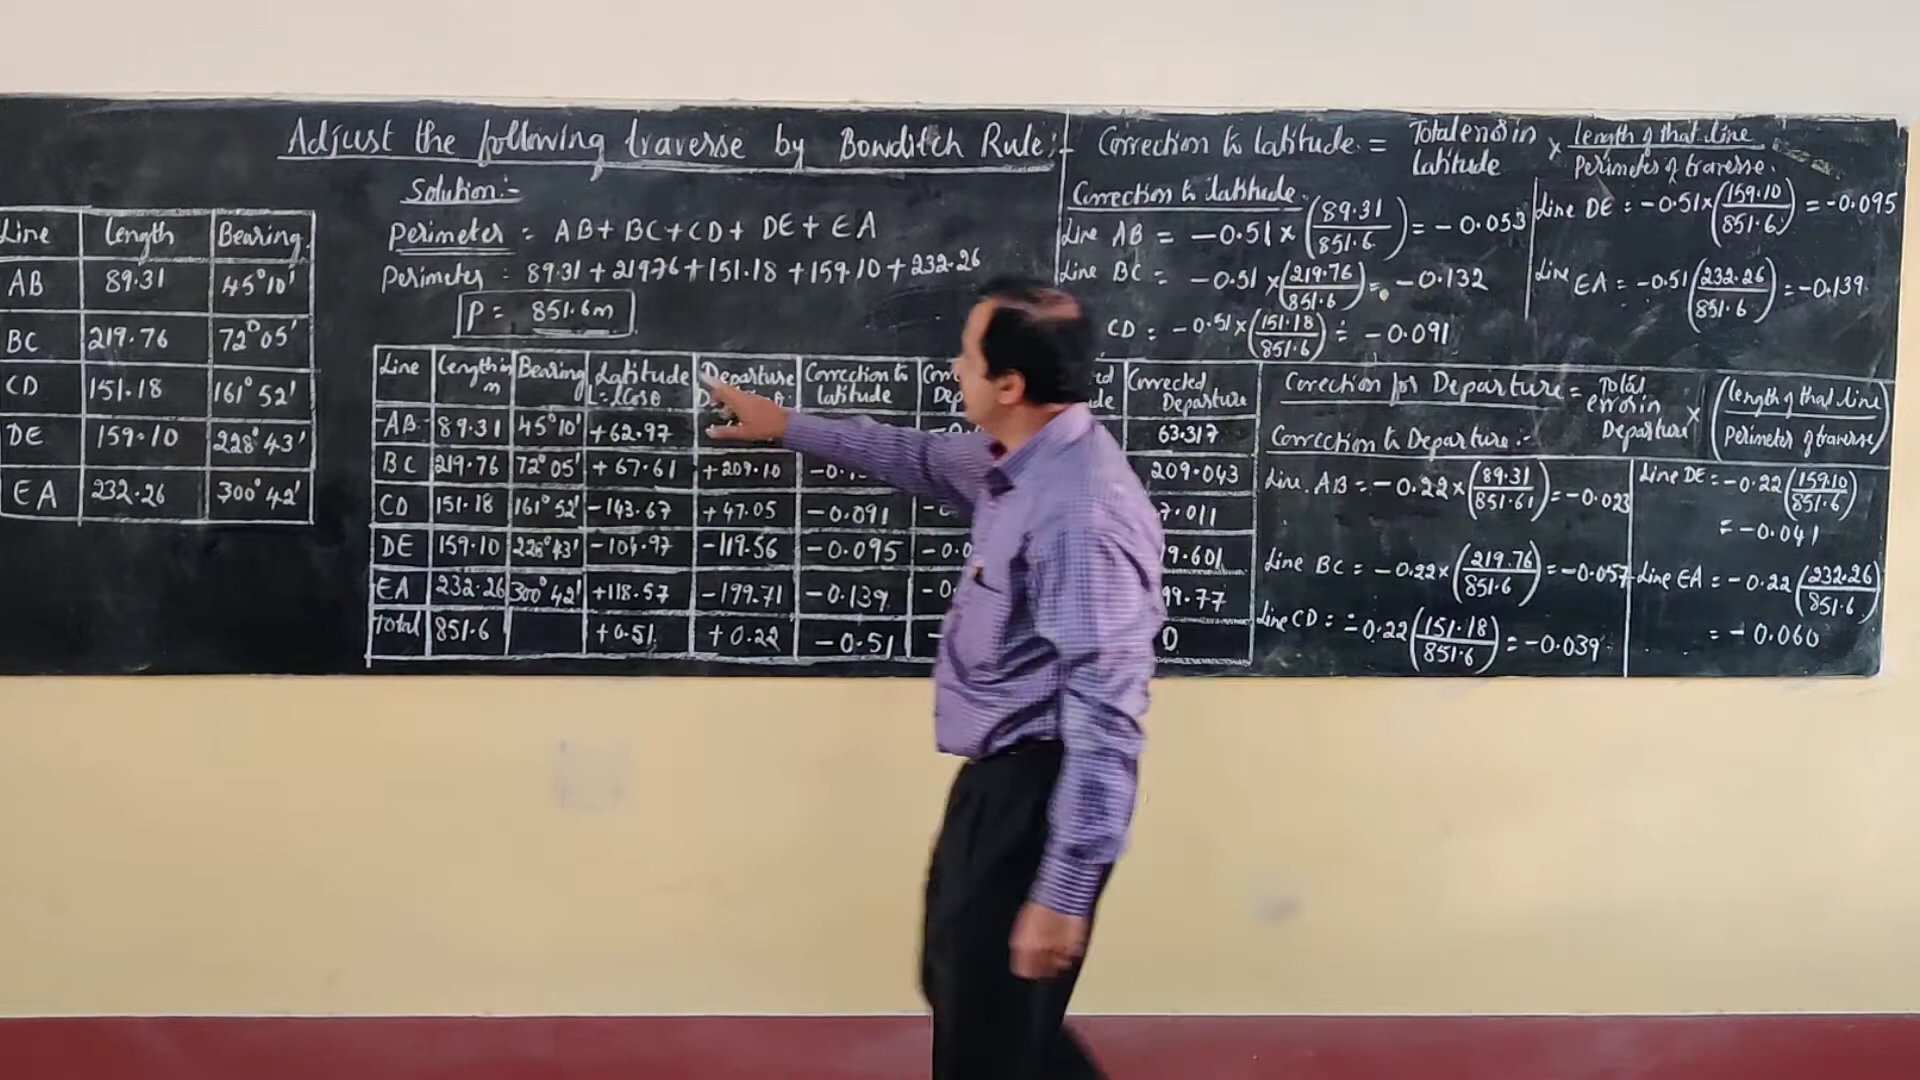 Adjust the following traverse by Bowditch Rule:-
Line Length Bearing.
AB 89.31 45°10'
BC 219.76 72°05'
CD 151.18 161°52'
DE 159.10 228°43'
EA 232.26 300°42'
Solution:-
Perimeter = AB+ BC+CD+ DE+ EA
Perimeter = 89.31 + 219.76 + 151.18 + 159.10 + 232.26
P = 851.6m
Line Length in m Bearing Latitude L=lCosθ Departure Correction to latitude Corrected Departure
AB 89.31 45°10' +62.97 63.317
BC 219.76 72°05' +67.61 +209.10 209.043
CD 151.18 161°52' -143.67 +47.05 -0.091 7.011
DE 159.10 228°43' -104.97 -119.56 -0.095 9.601
EA 232.26 300°42' +118.57 -199.71 -0.139 99.77
Total 851.6 +0.51 +0.22 -0.51 0
Correction to latitude = Total error in latitude × length of that line / Perimeter of traverse.
Correction to latitude.
Line AB = -0.51 × (89.31/851.6) = -0.053
Line BC = -0.51 × (219.76/851.6) = -0.132
CD = -0.51 × (151.18/851.6) = -0.091
Line DE = -0.51 × (159.10/851.6) = -0.095
Line EA = -0.51 (232.26/851.6) = -0.139
Correction for Departure = Total error in Departure × (length of that line / Perimeter of traverse)
Correction to Departure:-
Line AB = -0.22 × (89.31/851.61) = -0.023
Line BC = -0.22 × (219.76/851.6) = -0.057
Line CD = -0.22 (151.18/851.6) = -0.039
Line DE = -0.22 (159.10/851.6)
= -0.041
Line EA = -0.22 (232.26/851.6)
= -0.060